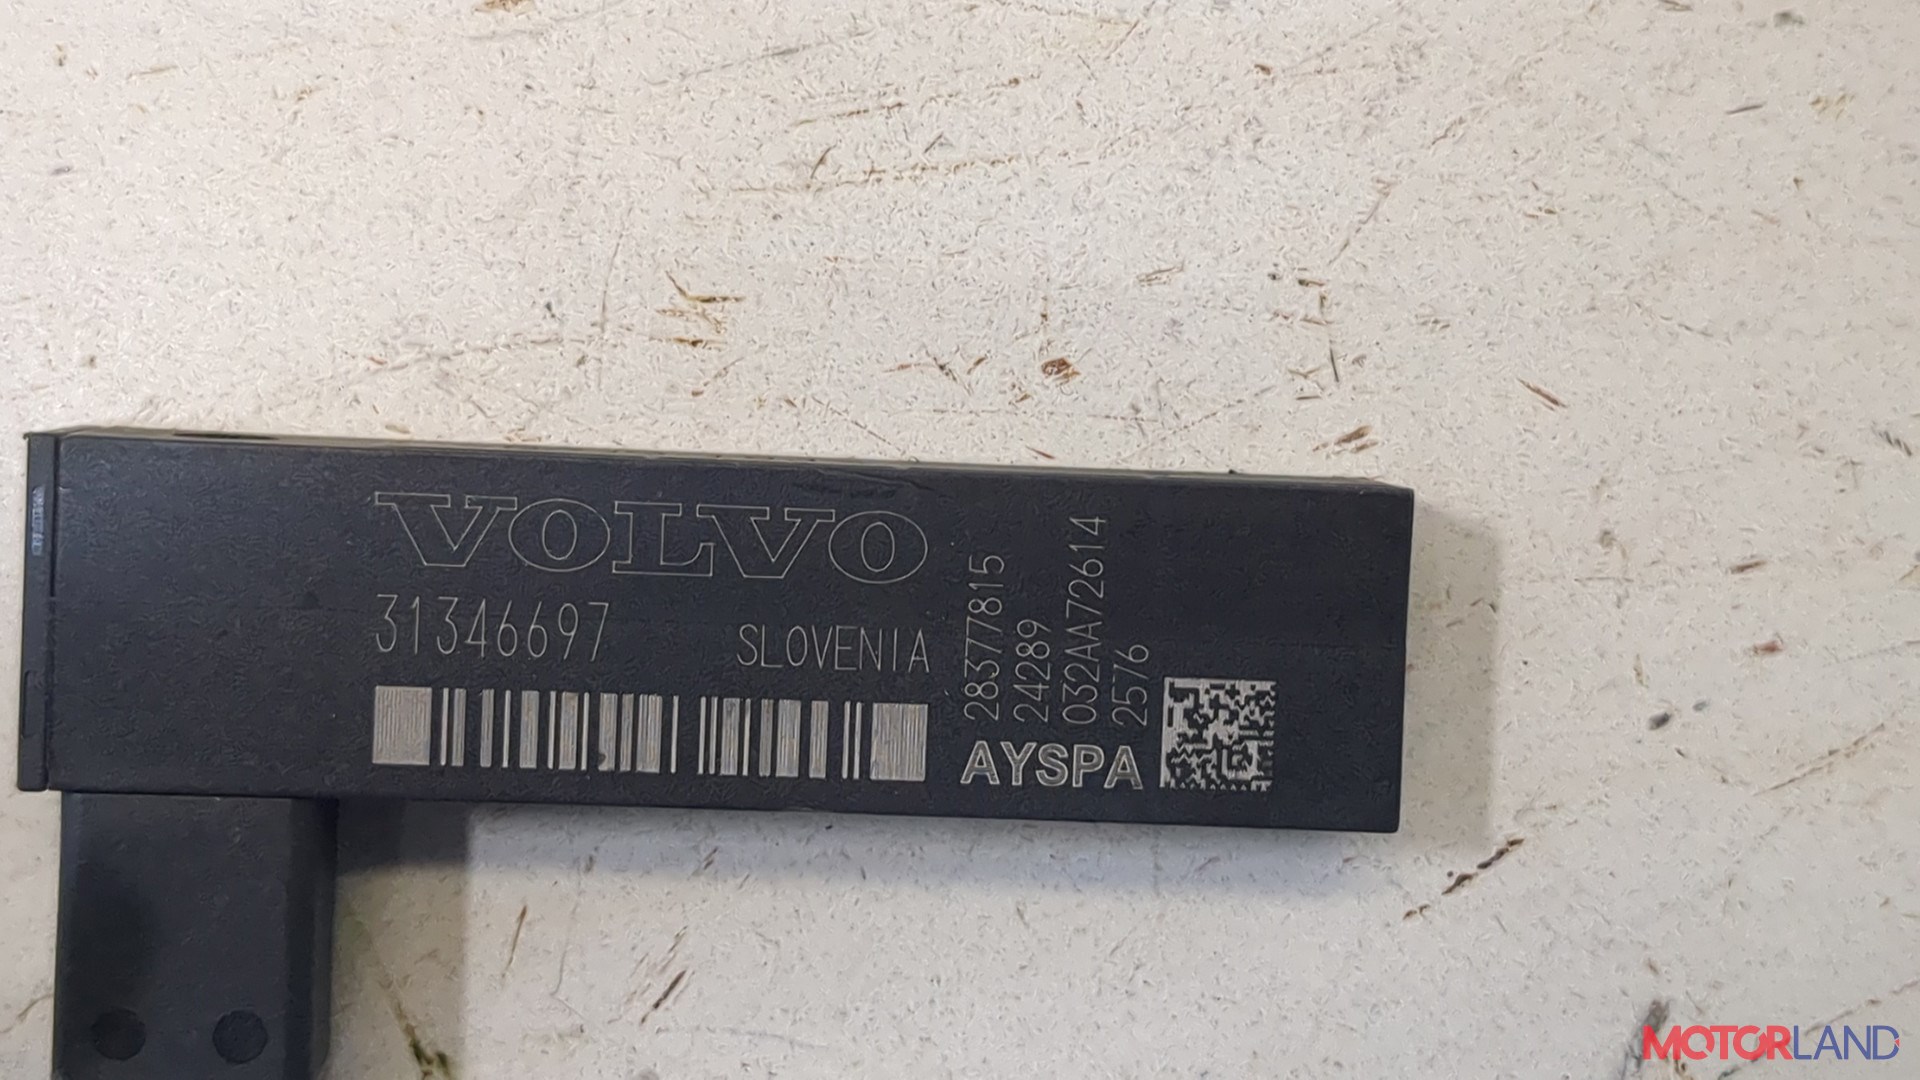 VOLVO
31346697
SLOVENIA
28377815
24289
032AA72614
2576
AYSPA
MOTORLAND